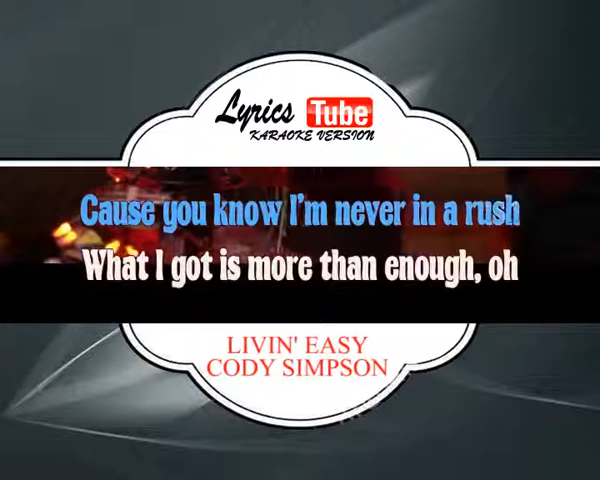 Lyrics Tube
KARAOKE VERSION
Cause you know I'm never in a rush
What I got is more than enough, oh
LIVIN' EASY
CODY SIMPSON